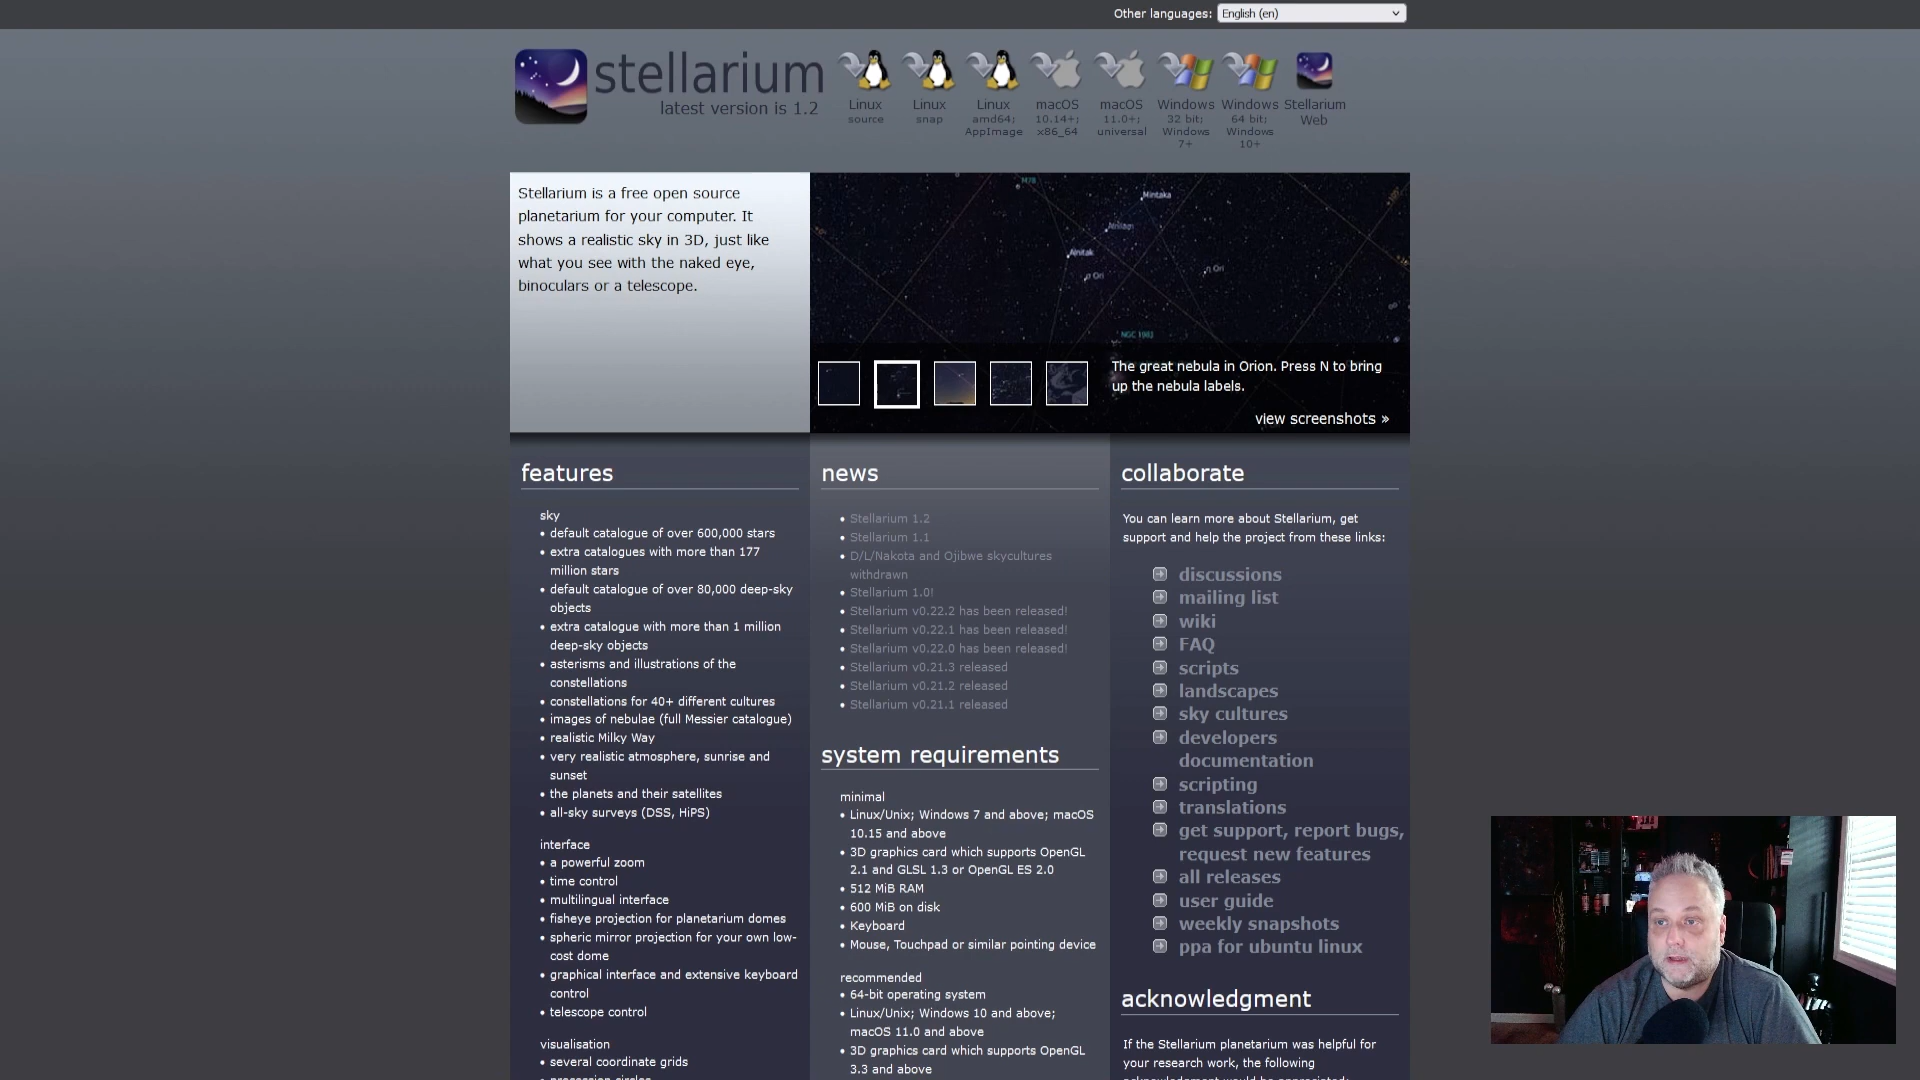 Other languages: English (en)
stellarium
latest version is 1.2
Linux
source
Linux
snap
Linux
amd64;
AppImage
macOS
10.14+;
x86_64
macOS
11.0+;
universal
Windows
32 bit;
Windows
7+
Windows
64 bit;
Windows
10+
Stellarium
Web
Stellarium is a free open source
planetarium for your computer. It
shows a realistic sky in 3D, just like
what you see with the naked eye,
binoculars or a telescope.
M78
Mintaka
Alnilam
Alnitak
σ Ori
η Ori
NGC 1981
The great nebula in Orion. Press N to bring
up the nebula labels.
view screenshots »
features
sky
• default catalogue of over 600,000 stars
• extra catalogues with more than 177
million stars
• default catalogue of over 80,000 deep-sky
objects
• extra catalogue with more than 1 million
deep-sky objects
• asterisms and illustrations of the
constellations
• constellations for 40+ different cultures
• images of nebulae (full Messier catalogue)
• realistic Milky Way
• very realistic atmosphere, sunrise and
sunset
• the planets and their satellites
• all-sky surveys (DSS, HiPS)
interface
• a powerful zoom
• time control
• multilingual interface
• fisheye projection for planetarium domes
• spheric mirror projection for your own low-
cost dome
• graphical interface and extensive keyboard
control
• telescope control
visualisation
• several coordinate grids
• precession circles
news
• Stellarium 1.2
• Stellarium 1.1
• D/L/Nakota and Ojibwe skycultures
withdrawn
• Stellarium 1.0!
• Stellarium v0.22.2 has been released!
• Stellarium v0.22.1 has been released!
• Stellarium v0.22.0 has been released!
• Stellarium v0.21.3 released
• Stellarium v0.21.2 released
• Stellarium v0.21.1 released
system requirements
minimal
• Linux/Unix; Windows 7 and above; macOS
10.15 and above
• 3D graphics card which supports OpenGL
2.1 and GLSL 1.3 or OpenGL ES 2.0
• 512 MiB RAM
• 600 MiB on disk
• Keyboard
• Mouse, Touchpad or similar pointing device
recommended
• 64-bit operating system
• Linux/Unix; Windows 10 and above;
macOS 11.0 and above
• 3D graphics card which supports OpenGL
3.3 and above
collaborate
You can learn more about Stellarium, get
support and help the project from these links:
discussions
mailing list
wiki
FAQ
scripts
landscapes
sky cultures
developers
documentation
scripting
translations
get support, report bugs,
request new features
all releases
user guide
weekly snapshots
ppa for ubuntu linux
acknowledgment
If the Stellarium planetarium was helpful for
your research work, the following
acknowledgment would be appreciated: